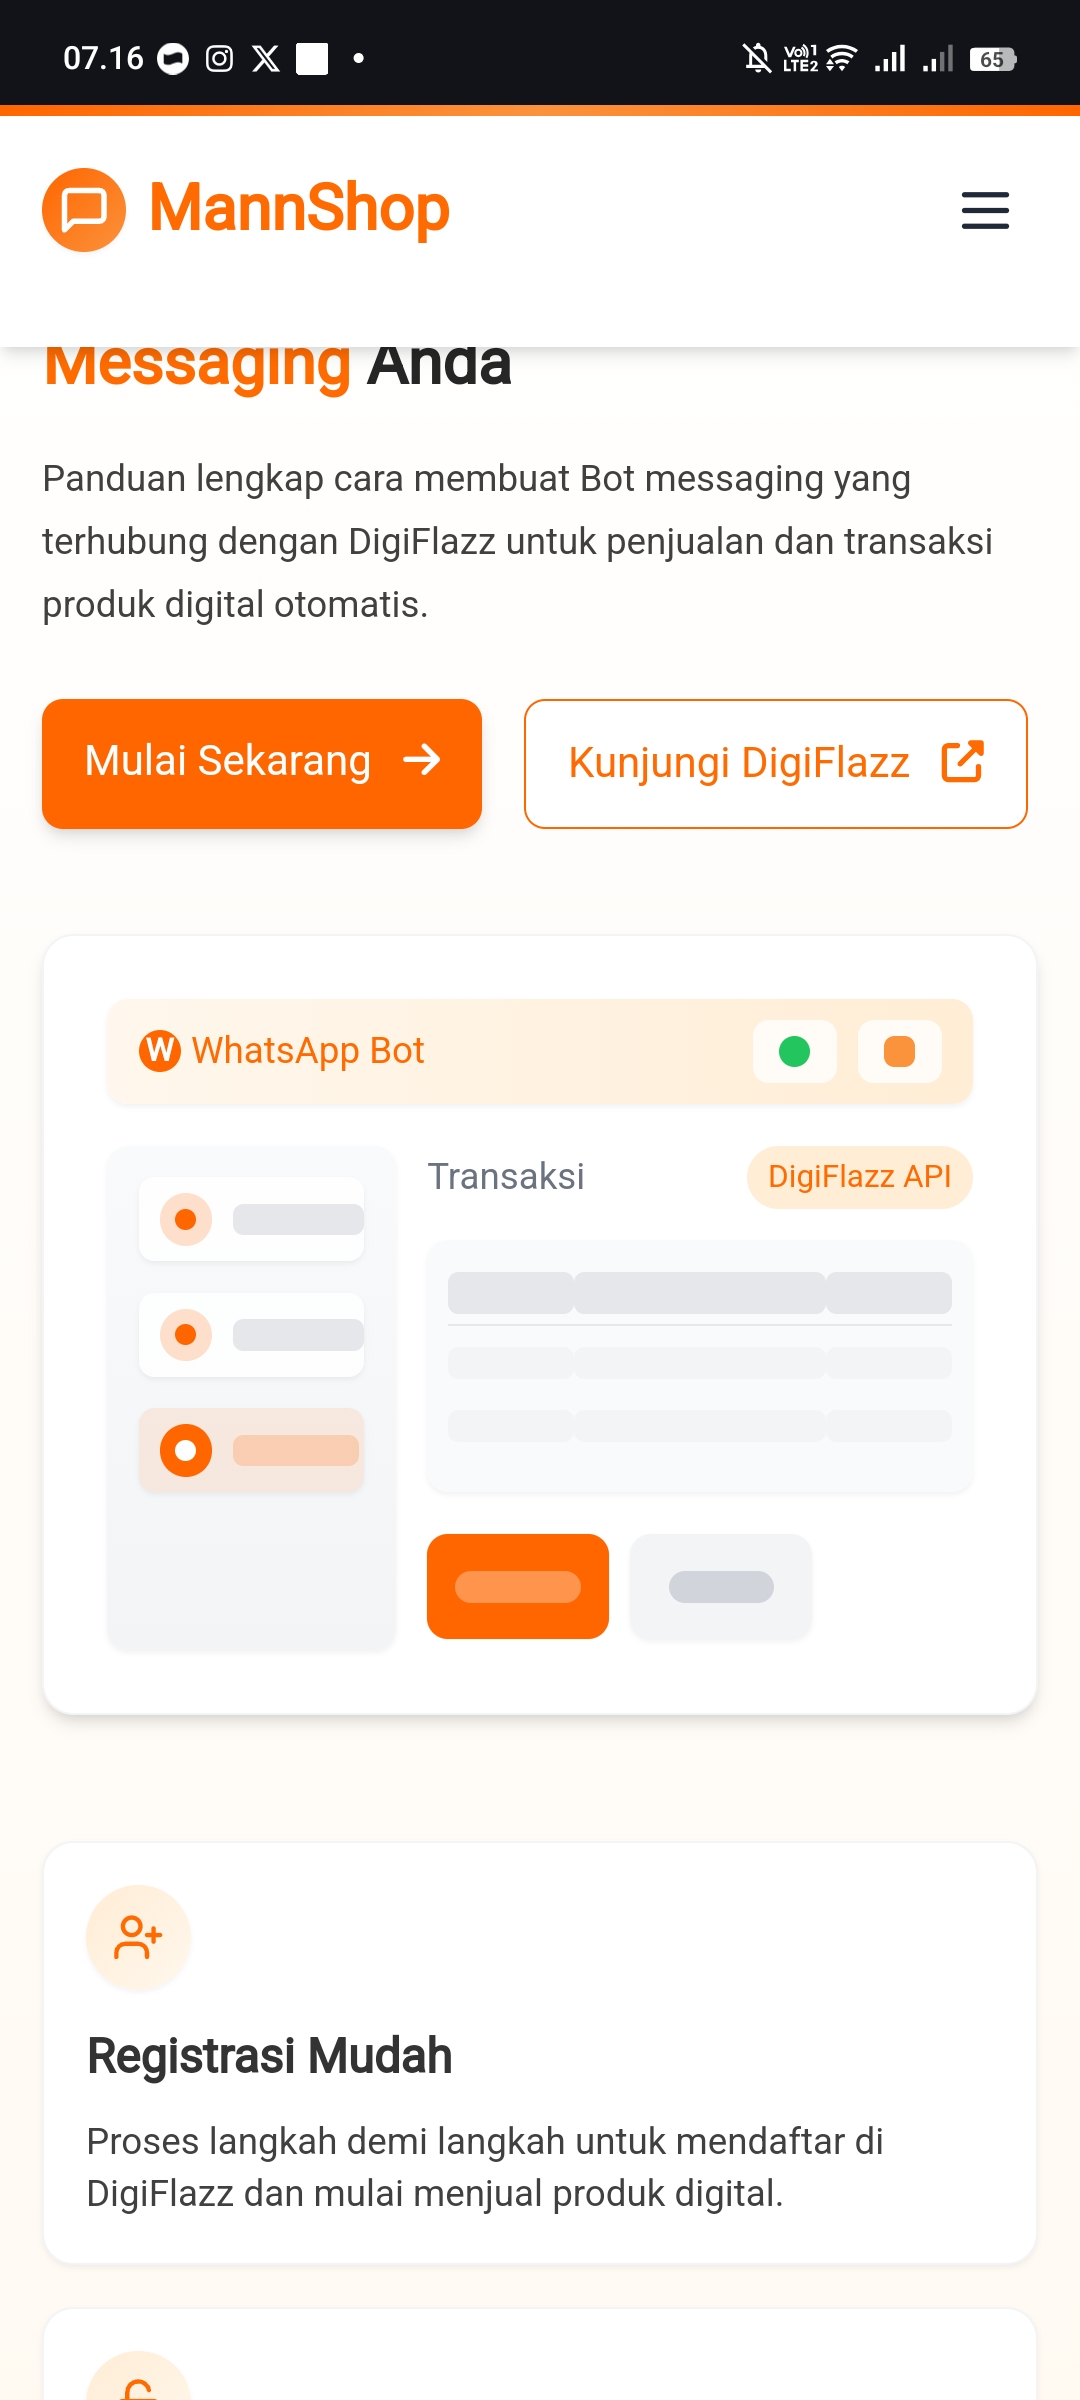 07.16
Vo))1
LTE2
65
MannShop
Messaging Anda
Panduan lengkap cara membuat Bot messaging yang
terhubung dengan DigiFlazz untuk penjualan dan transaksi
produk digital otomatis.
Mulai Sekarang
Kunjungi DigiFlazz
W WhatsApp Bot
Transaksi
DigiFlazz API
Registrasi Mudah
Proses langkah demi langkah untuk mendaftar di
DigiFlazz dan mulai menjual produk digital.